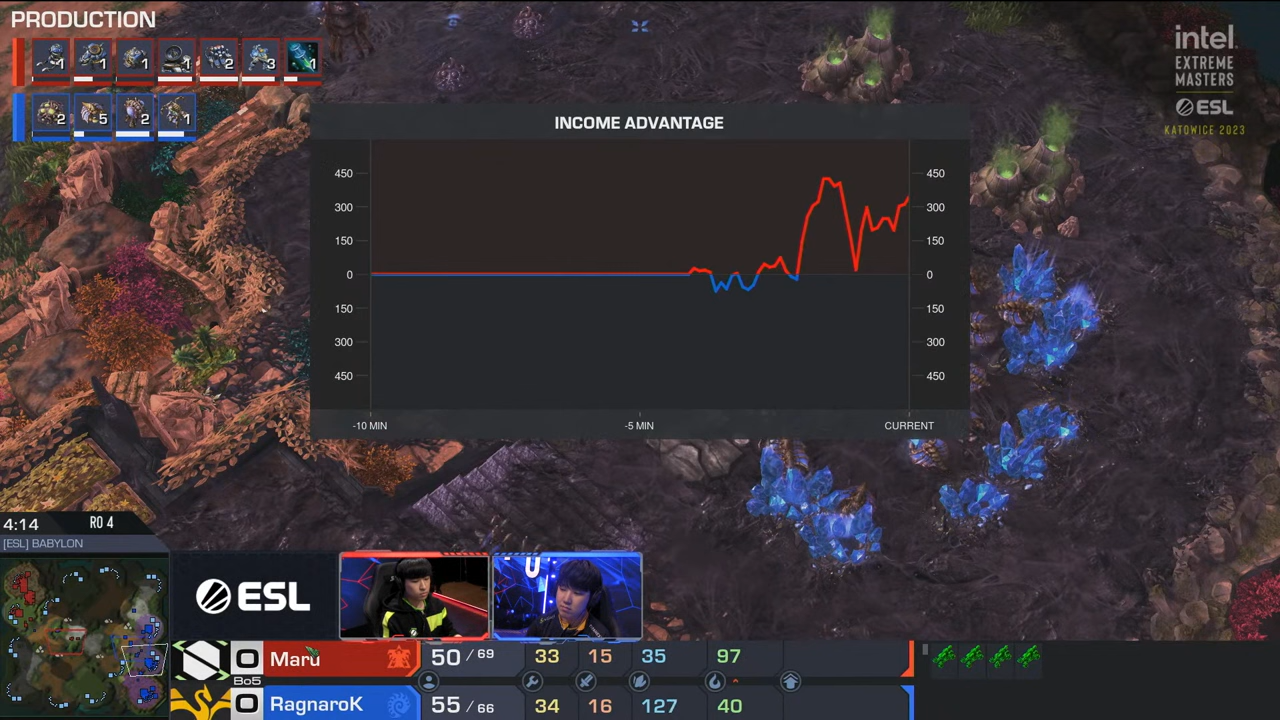 PRODUCTION
1 1 1 1 2 3 1
2 5 2 1
intel
EXTREME
MASTERS
ESL
KATOWICE 2023
INCOME ADVANTAGE
450 450
300 300
150 150
0 0
150 150
300 300
450 450
-10 MIN -5 MIN CURRENT
4:14 RO 4
[ESL] BABYLON
ESL
U
0 Maru 50 / 69 33 15 35 97
Bo5
0 RagnaroK 55 / 66 34 16 127 40